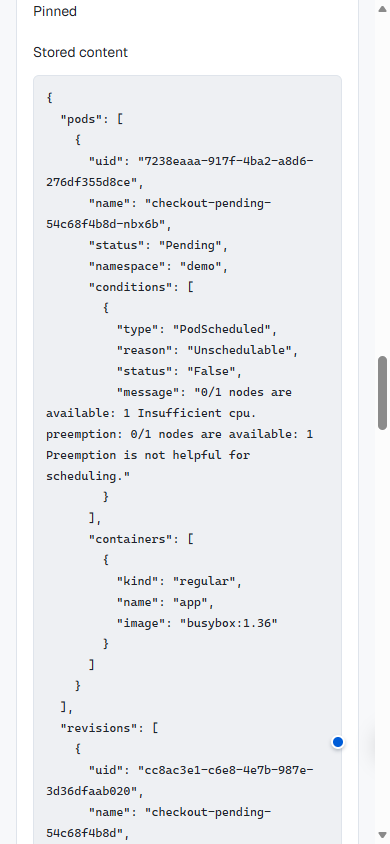 Pinned
Stored content
{
  "pods": [
    {
      "uid": "7238eaaa-917f-4ba2-a8d6-
276df355d8ce",
      "name": "checkout-pending-
54c68f4b8d-nbx6b",
      "status": "Pending",
      "namespace": "demo",
      "conditions": [
        {
          "type": "PodScheduled",
          "reason": "Unschedulable",
          "status": "False",
          "message": "0/1 nodes are
available: 1 Insufficient cpu.
preemption: 0/1 nodes are available: 1
Preemption is not helpful for
scheduling."
        }
      ],
      "containers": [
        {
          "kind": "regular",
          "name": "app",
          "image": "busybox:1.36"
        }
      ]
    }
  ],
  "revisions": [
    {
      "uid": "cc8ac3e1-c6e8-4e7b-987e-
3d36dfaab020",
      "name": "checkout-pending-
54c68f4b8d",